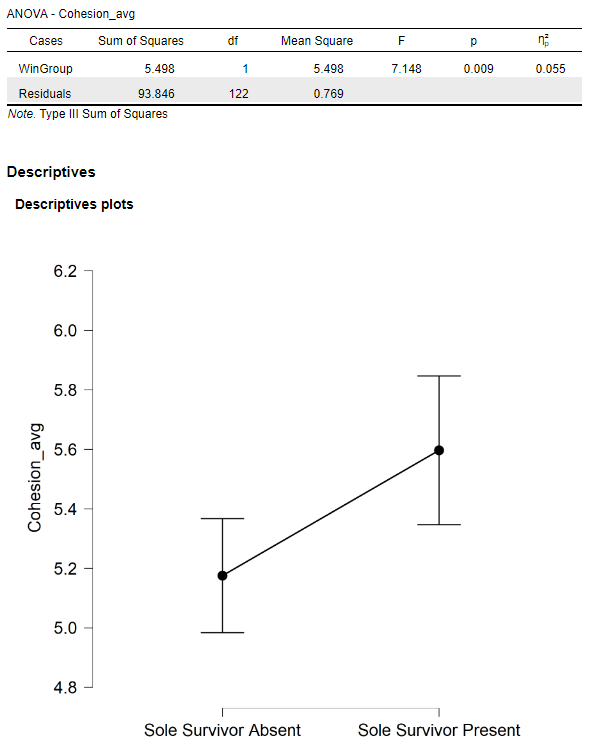 ANOVA - Cohesion_avg
Cases Sum of Squares df Mean Square F p η²p
WinGroup 5.498 1 5.498 7.148 0.009 0.055
Residuals 93.846 122 0.769
Note. Type III Sum of Squares
Descriptives
Descriptives plots
6.2
6.0
5.8
5.6
5.4
5.2
5.0
4.8
Cohesion_avg
Sole Survivor Absent Sole Survivor Present